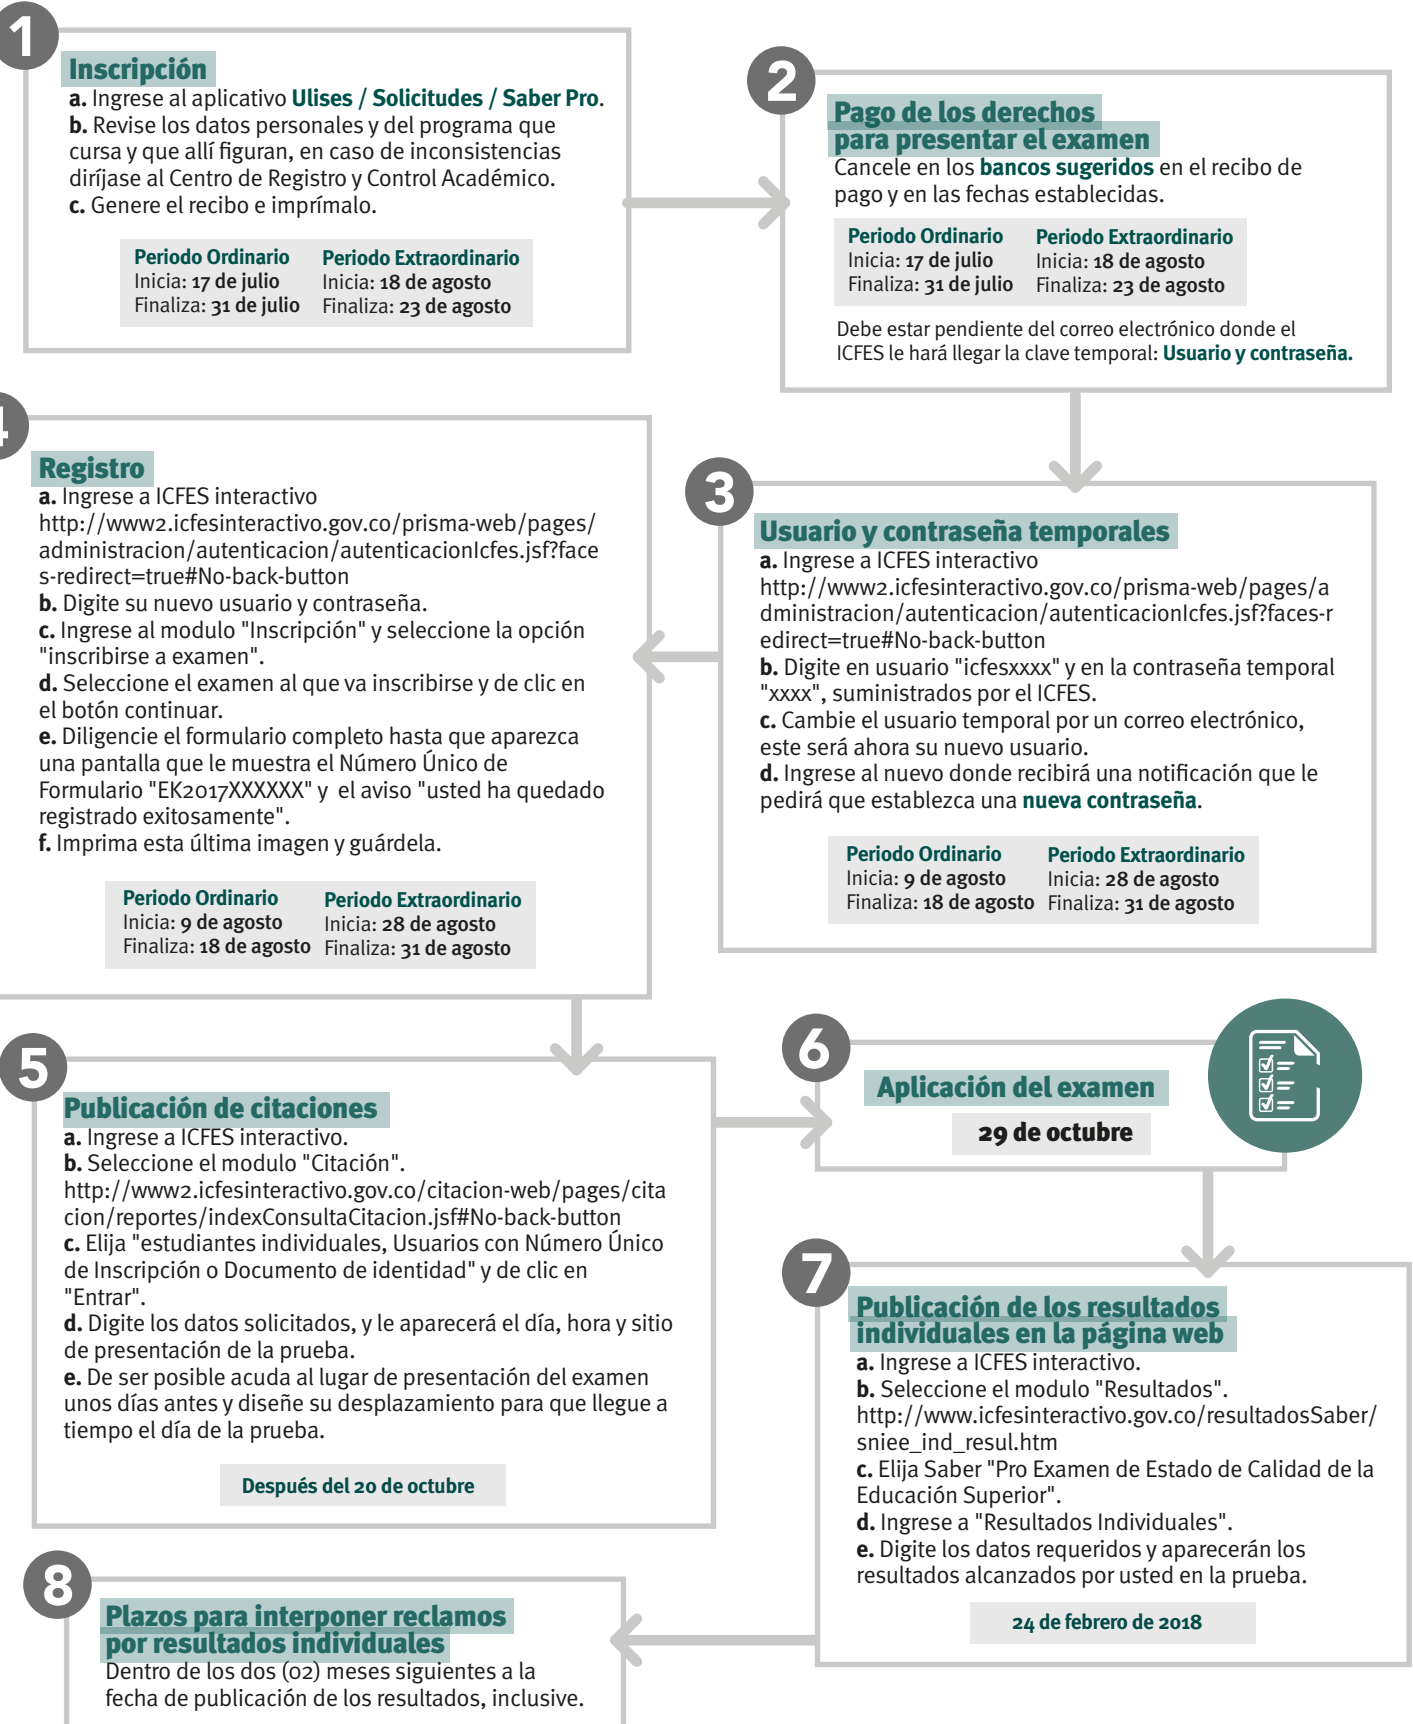 1
Inscripción
a. Ingrese al aplicativo Ulises / Solicitudes / Saber Pro.
b. Revise los datos personales y del programa que
cursa y que allí figuran, en caso de inconsistencias
diríjase al Centro de Registro y Control Académico.
c. Genere el recibo e imprímalo.
Periodo Ordinario
Inicia: 17 de julio
Finaliza: 31 de julio
Periodo Extraordinario
Inicia: 18 de agosto
Finaliza: 23 de agosto
2
Pago de los derechos
para presentar el examen
Cancele en los bancos sugeridos en el recibo de
pago y en las fechas establecidas.
Periodo Ordinario
Inicia: 17 de julio
Finaliza: 31 de julio
Periodo Extraordinario
Inicia: 18 de agosto
Finaliza: 23 de agosto
Debe estar pendiente del correo electrónico donde el
ICFES le hará llegar la clave temporal: Usuario y contraseña.
3
Usuario y contraseña temporales
a. Ingrese a ICFES interactivo
http://www2.icfesinteractivo.gov.co/prisma-web/pages/a
dministracion/autenticacion/autenticacionIcfes.jsf?faces-r
edirect=true#No-back-button
b. Digite en usuario "icfesxxxx" y en la contraseña temporal
"xxxx", suministrados por el ICFES.
c. Cambie el usuario temporal por un correo electrónico,
este será ahora su nuevo usuario.
d. Ingrese al nuevo donde recibirá una notificación que le
pedirá que establezca una nueva contraseña.
Periodo Ordinario
Inicia: 9 de agosto
Finaliza: 18 de agosto
Periodo Extraordinario
Inicia: 28 de agosto
Finaliza: 31 de agosto
4
Registro
a. Ingrese a ICFES interactivo
http://www2.icfesinteractivo.gov.co/prisma-web/pages/
administracion/autenticacion/autenticacionIcfes.jsf?face
s-redirect=true#No-back-button
b. Digite su nuevo usuario y contraseña.
c. Ingrese al modulo "Inscripción" y seleccione la opción
"inscribirse a examen".
d. Seleccione el examen al que va inscribirse y de clic en
el botón continuar.
e. Diligencie el formulario completo hasta que aparezca
una pantalla que le muestra el Número Único de
Formulario "EK2017XXXXXX" y el aviso "usted ha quedado
registrado exitosamente".
f. Imprima esta última imagen y guárdela.
Periodo Ordinario
Inicia: 9 de agosto
Finaliza: 18 de agosto
Periodo Extraordinario
Inicia: 28 de agosto
Finaliza: 31 de agosto
5
Publicación de citaciones
a. Ingrese a ICFES interactivo.
b. Seleccione el modulo "Citación".
http://www2.icfesinteractivo.gov.co/citacion-web/pages/cita
cion/reportes/indexConsultaCitacion.jsf#No-back-button
c. Elija "estudiantes individuales, Usuarios con Número Único
de Inscripción o Documento de identidad" y de clic en
"Entrar".
d. Digite los datos solicitados, y le aparecerá el día, hora y sitio
de presentación de la prueba.
e. De ser posible acuda al lugar de presentación del examen
unos días antes y diseñe su desplazamiento para que llegue a
tiempo el día de la prueba.
Después del 20 de octubre
6
Aplicación del examen
29 de octubre
7
Publicación de los resultados
individuales en la página web
a. Ingrese a ICFES interactivo.
b. Seleccione el modulo "Resultados".
http://www.icfesinteractivo.gov.co/resultadosSaber/
sniee_ind_resul.htm
c. Elija Saber "Pro Examen de Estado de Calidad de la
Educación Superior".
d. Ingrese a "Resultados Individuales".
e. Digite los datos requeridos y aparecerán los
resultados alcanzados por usted en la prueba.
24 de febrero de 2018
8
Plazos para interponer reclamos
por resultados individuales
Dentro de los dos (02) meses siguientes a la
fecha de publicación de los resultados, inclusive.